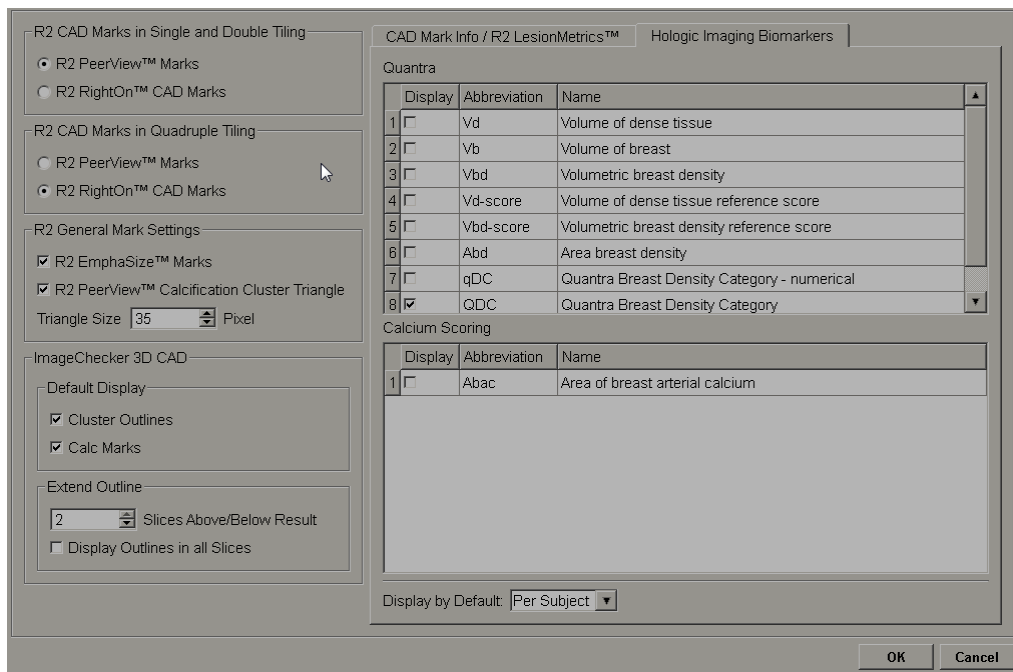 R2 CAD Marks in Single and Double Tiling
R2 PeerView™ Marks
R2 RightOn™ CAD Marks
R2 CAD Marks in Quadruple Tiling
R2 PeerView™ Marks
R2 RightOn™ CAD Marks
R2 General Mark Settings
R2 EmphaSize™ Marks
R2 PeerView™ Calcification Cluster Triangle
Triangle Size 35 Pixel
ImageChecker 3D CAD
Default Display
Cluster Outlines
Calc Marks
Extend Outline
2 Slices Above/Below Result
Display Outlines in all Slices
CAD Mark Info / R2 LesionMetrics™ Hologic Imaging Biomarkers
Quantra
Display Abbreviation Name
1 Vd Volume of dense tissue
2 Vb Volume of breast
3 Vbd Volumetric breast density
4 Vd-score Volume of dense tissue reference score
5 Vbd-score Volumetric breast density reference score
6 Abd Area breast density
7 qDC Quantra Breast Density Category - numerical
8 QDC Quantra Breast Density Category
Calcium Scoring
Display Abbreviation Name
1 Abac Area of breast arterial calcium
Display by Default: Per Subject
OK Cancel